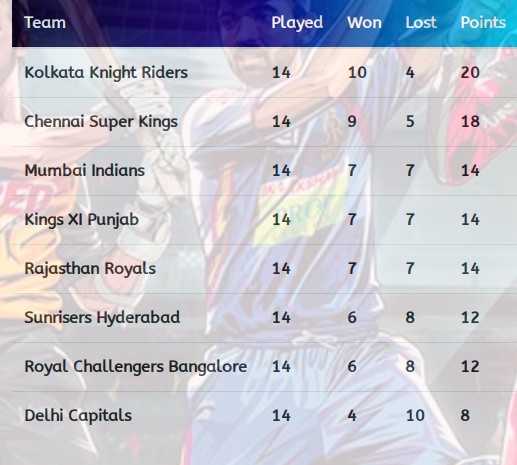 Team Played Won Lost Points
Kolkata Knight Riders 14 10 4 20
Chennai Super Kings 14 9 5 18
Mumbai Indians 14 7 7 14
Kings XI Punjab 14 7 7 14
Rajasthan Royals 14 7 7 14
Sunrisers Hyderabad 14 6 8 12
Royal Challengers Bangalore 14 6 8 12
Delhi Capitals 14 4 10 8